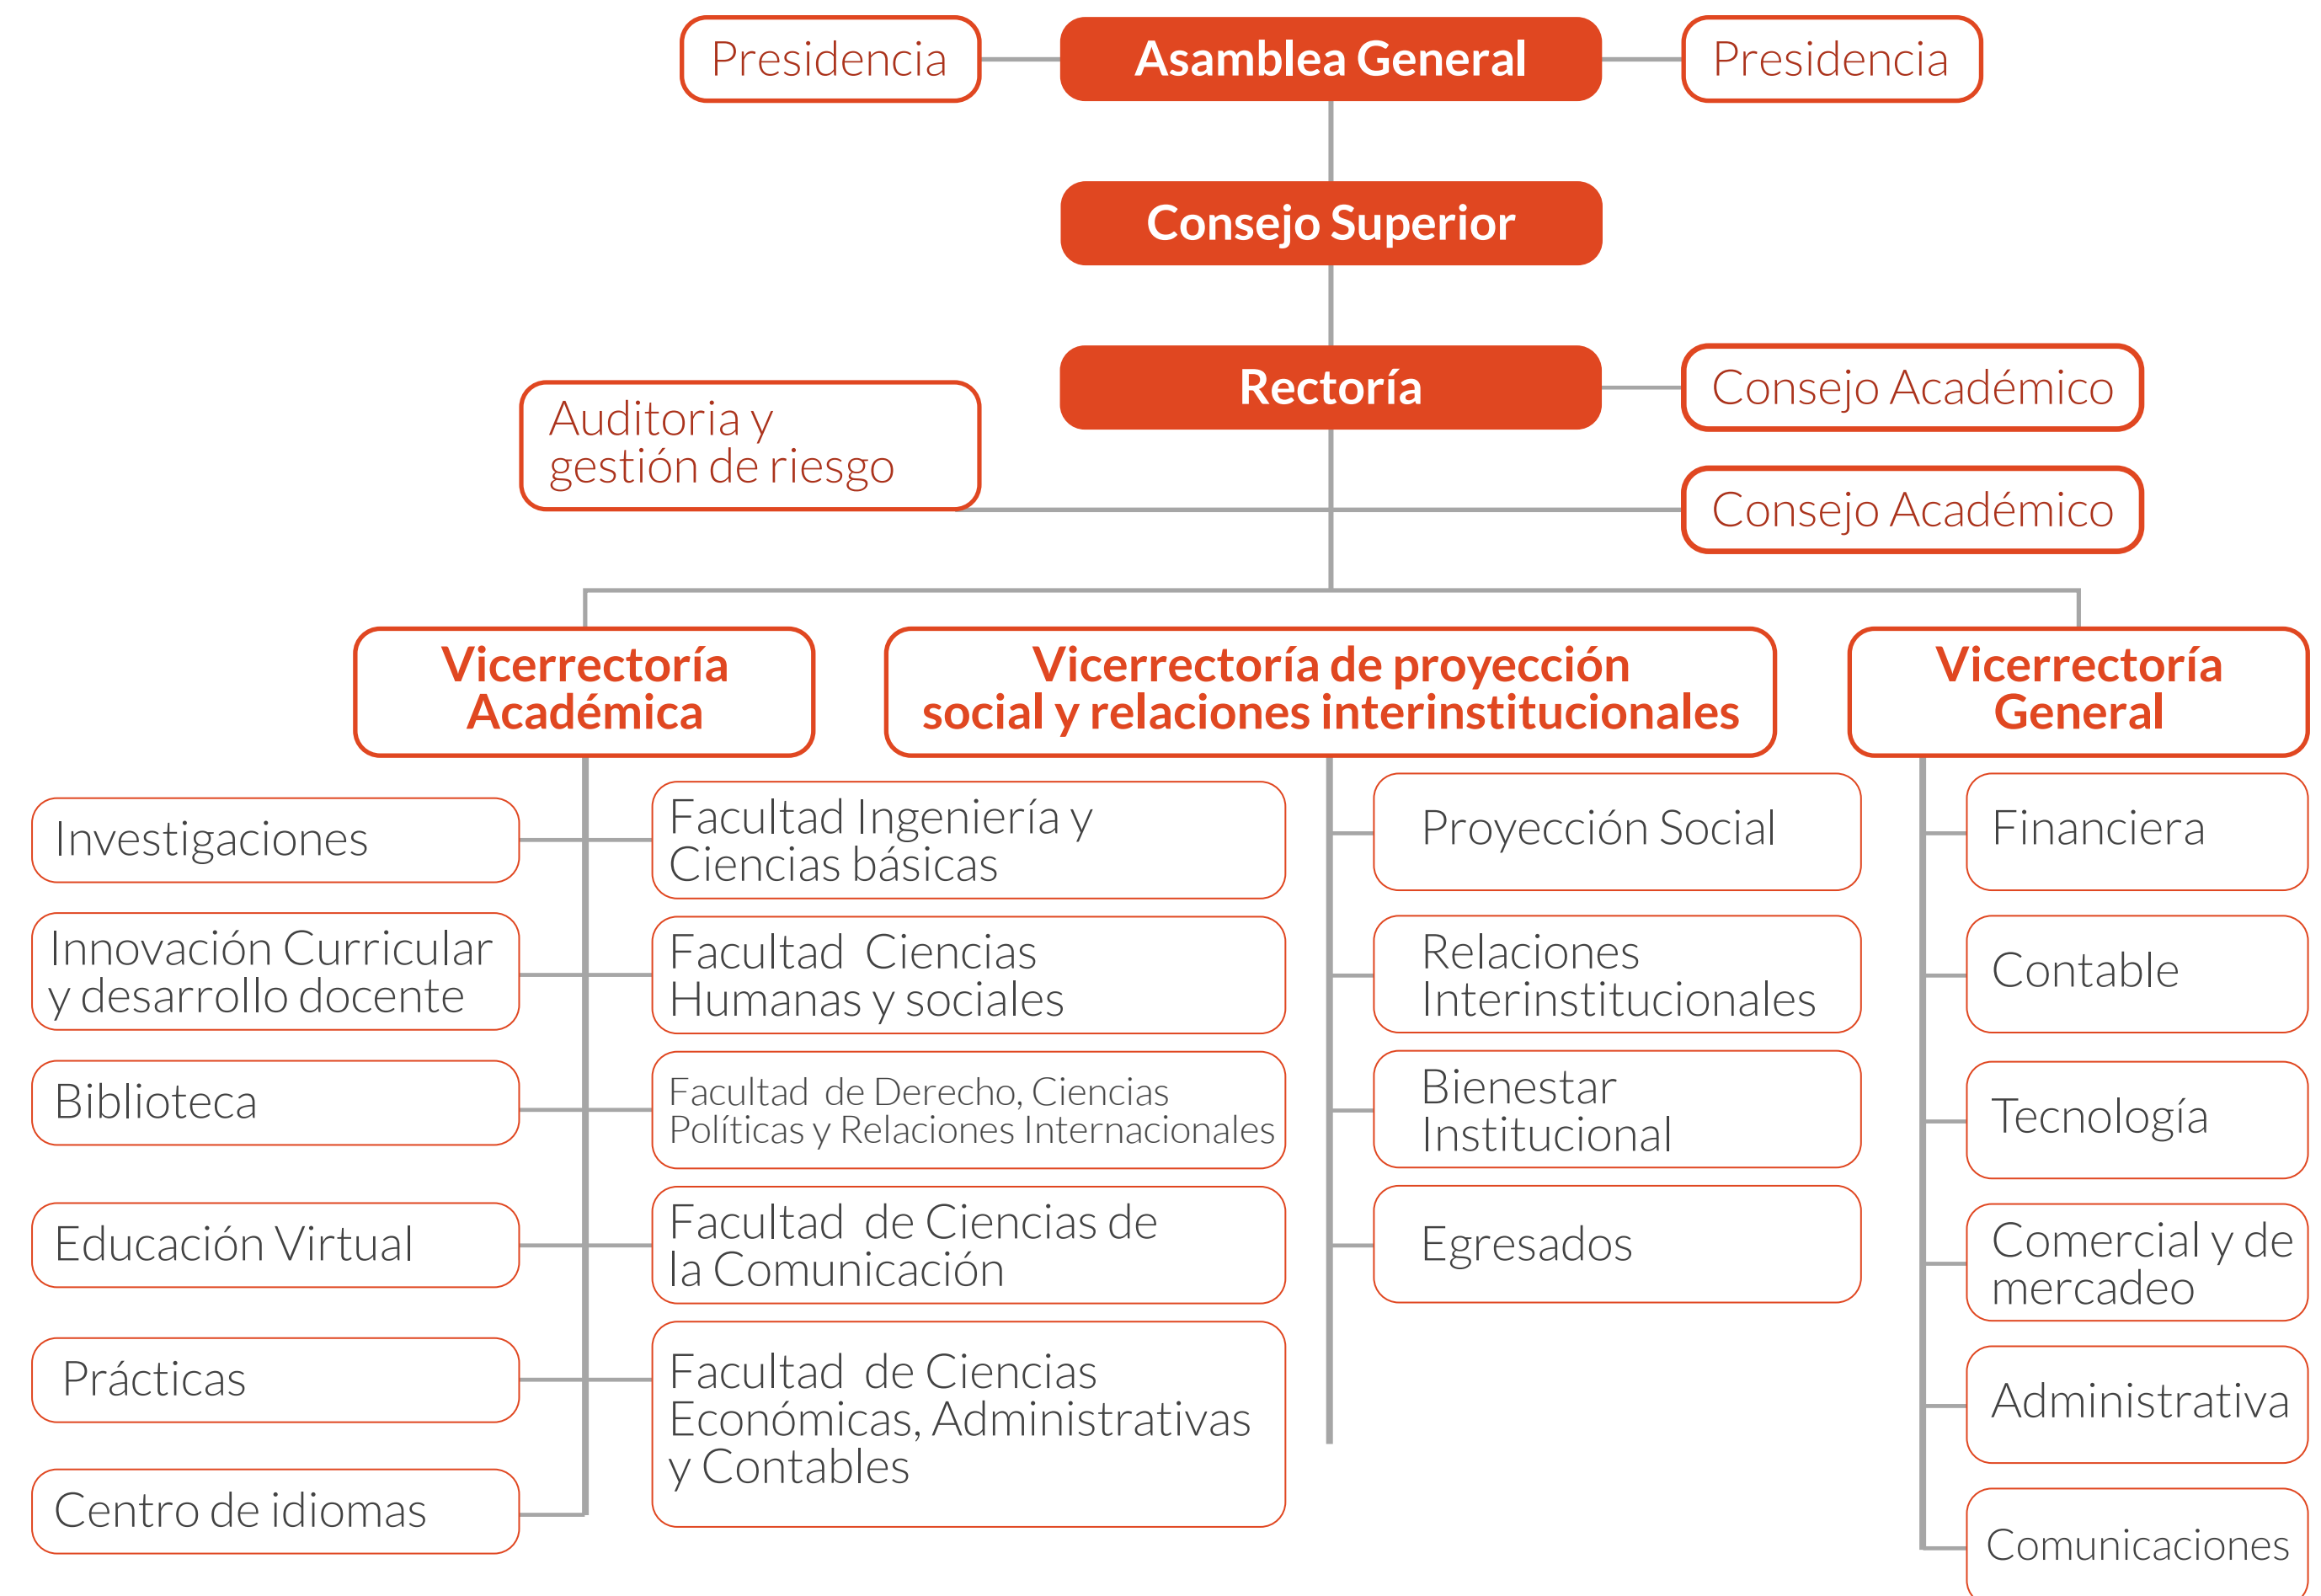 Presidencia
Asamblea General
Presidencia
Consejo Superior
Rectoría
Consejo Académico
Auditoria y
gestión de riesgo
Consejo Académico
Vicerrectoría
Académica
Vicerrectoría de proyección
social y relaciones interinstitucionales
Vicerrectoría
General
Investigaciones
Innovación Curricular
y desarrollo docente
Biblioteca
Educación Virtual
Prácticas
Centro de idiomas
Facultad Ingeniería y
Ciencias básicas
Facultad Ciencias
Humanas y sociales
Facultad de Derecho, Ciencias
Políticas y Relaciones Internacionales
Facultad de Ciencias de
la Comunicación
Facultad de Ciencias
Económicas, Administrativas
y Contables
Proyección Social
Relaciones
Interinstitucionales
Bienestar
Institucional
Egresados
Financiera
Contable
Tecnología
Comercial y de
mercadeo
Administrativa
Comunicaciones